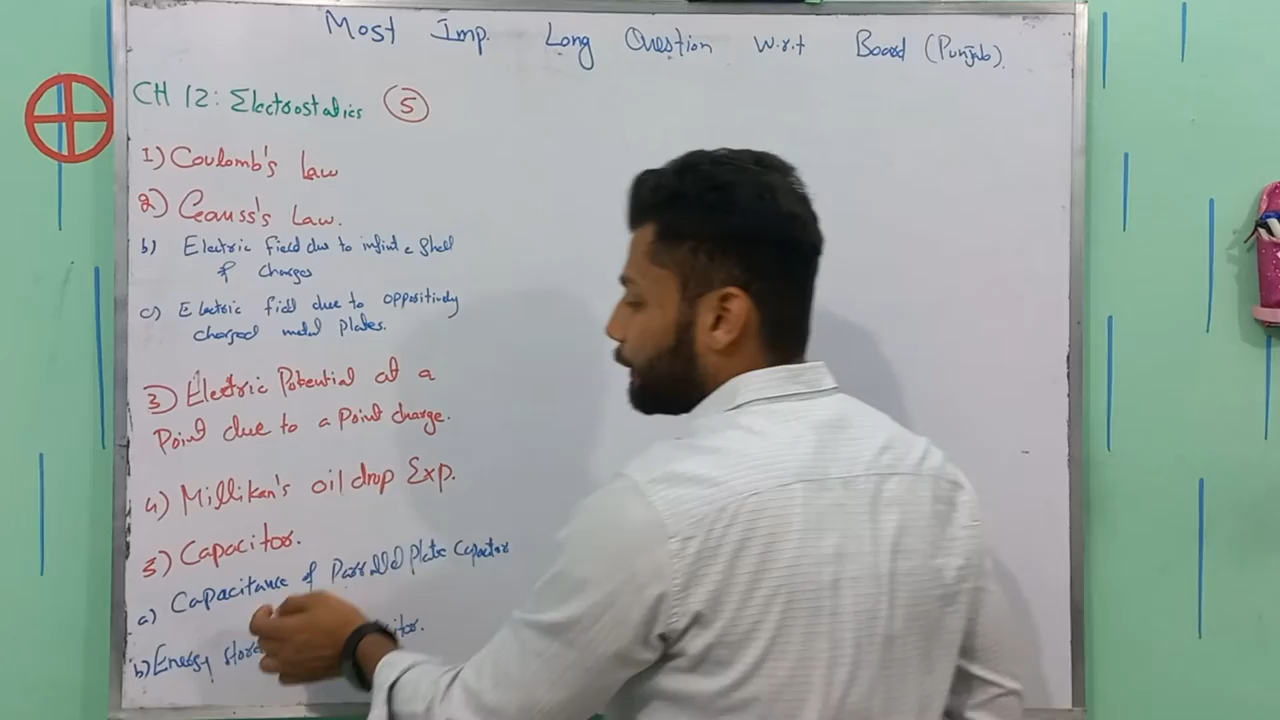 Most Imp. Long Question w.r.t Board (Punjab).
CH 12: Electrostatics 5
1) Coulomb's Law
2) Gauss's Law.
b) Electric field due to infinite shell
of charges
c) Electric field due to oppositively
charged metal plates.
3) Electric Potential at a
Point due to a Point charge.
4) Millikan's oil drop Exp.
5) Capacitor.
a) Capacitance of Parallel Plate Capactor
b) Energy